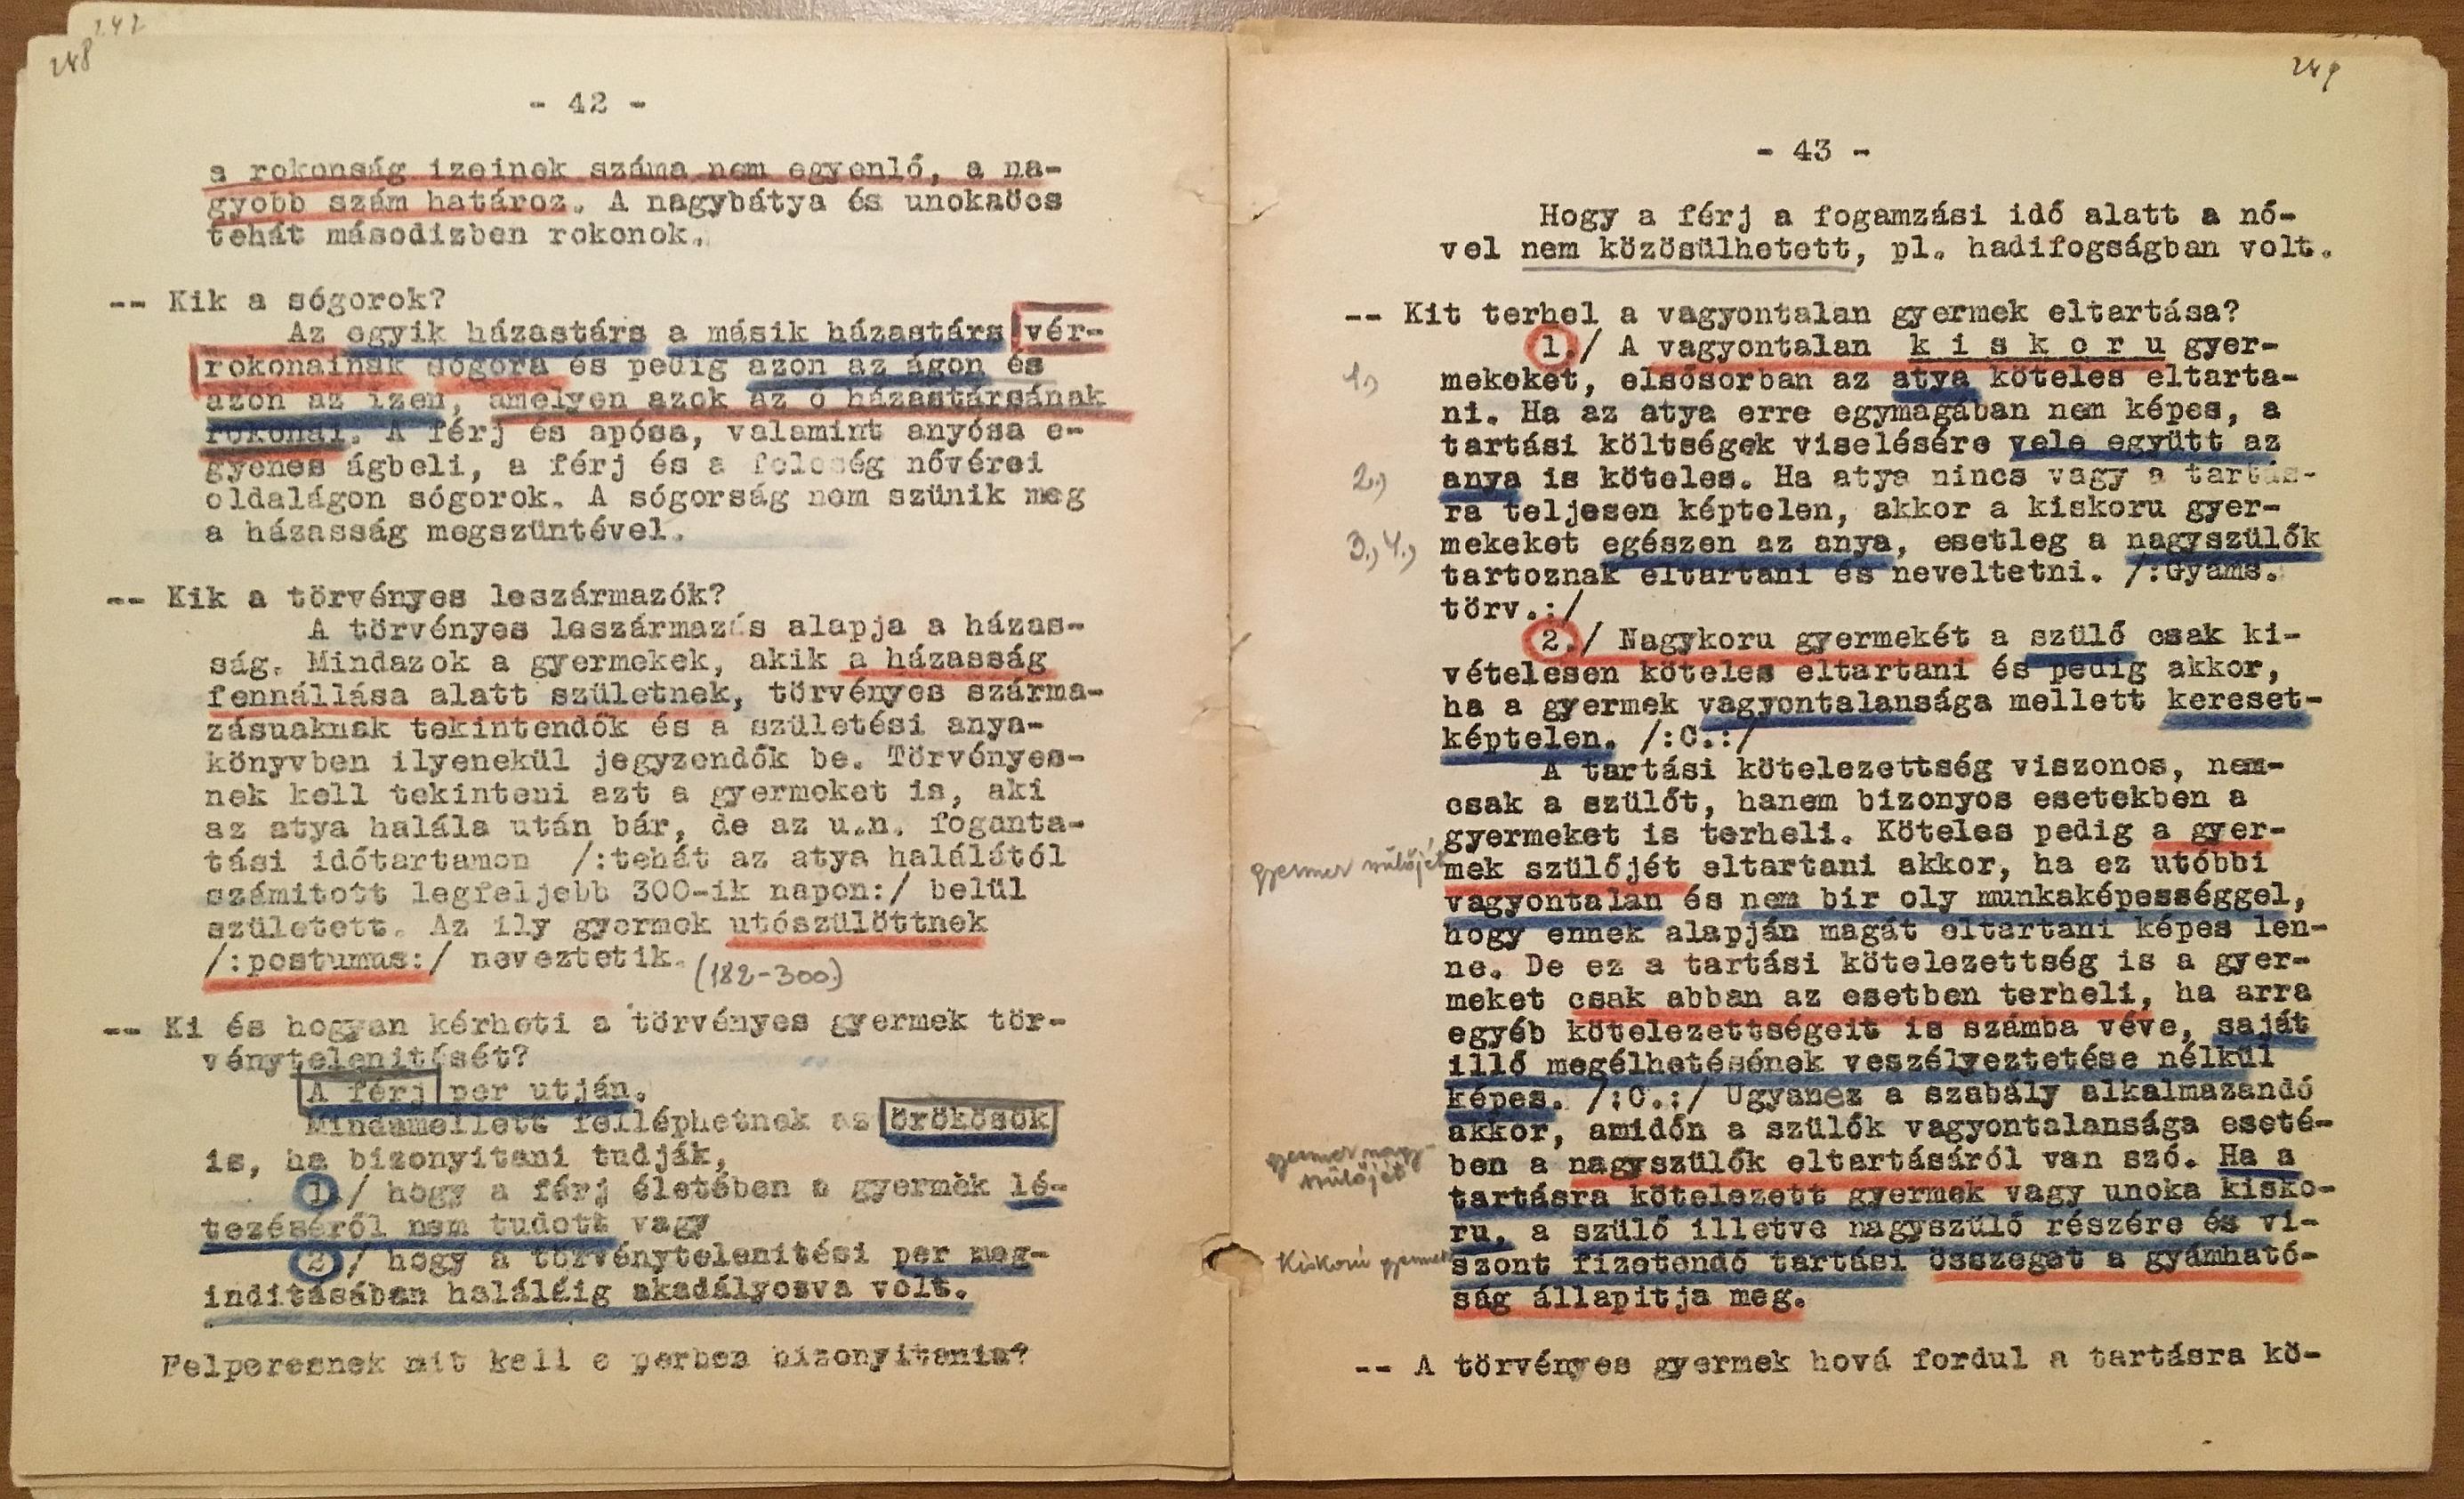 242
248
- 42 -
a rokonság izeinek száma nem egyenlő, a na-
gyobb szám határoz. A nagybátya és unokaöcs
tehát másodizben rokonok.
-- Kik a sógorok?
Az egyik házastárs a másik házastárs vér-
rokonainak sógora és pedig azon az ágon és
azon az izen, amelyen azok az ő házastársának
rokonai. A férj és apósa, valamint anyósa e-
gyenes ágbeli, a férj és a feleség nővérei
oldalágon sógorok. A sógorság nem szünik meg
a házasság megszüntével.
-- Kik a törvényes leszármazók?
A törvényes leszármazás alapja a házas-
ság. Mindazok a gyermekek, akik a házasság
fennállása alatt születnek, törvényes szárma-
zásuaknak tekintendők és a születési anya-
könyvben ilyenekül jegyzendők be. Törvényes-
nek kell tekinteni azt a gyermeket is, aki
az atya halála után bár, de az u.n. foganta-
tási időtartamon /:tehát az atya halálától
számitott legfeljebb 300-ik napon:/ belül
született. Az ily gyermek utószülöttnek
/:postumus:/ neveztetik.
(182-300)
-- Ki és hogyan kérheti a törvényes gyermek tör-
vénytelenitését?
A férj per utján.
Mindamellett felléphetnek az örökösök
is, ha bizonyitani tudják,
1./ hogy a férj életében a gyermek lé-
tezéséről nem tudott vagy
2./ hogy a törvénytelenitési per meg-
inditásában haláláig akadályosva volt.
Felperesnek mit kell e perben bizonyitania?
249
- 43 -
Hogy a férj a fogamzási idő alatt a nő-
vel nem közösülhetett, pl. hadifogságban volt.
-- Kit terhel a vagyontalan gyermek eltartása?
1./ A vagyontalan k i s k o r u gyer-
1.)
mekeket, elsősorban az atya köteles eltarta-
ni. Ha az atya erre egymagában nem képes, a
tartási költségek viselésére vele együtt az
2.)
anya is köteles. Ha atya nincs vagy a tartás-
ra teljesen képtelen, akkor a kiskoru gyer-
3.), 4.),
mekeket egészen az anya, esetleg a nagyszülők
tartoznak eltartani és neveltetni. /:Gyáms.
törv.:/
2./ Nagykoru gyermekét a szülő csak ki-
vételesen köteles eltartani és pedig akkor,
ha a gyermek vagyontalansága mellett kereset-
képtelen. /:C.:/
A tartási kötelezettség viszonos, nem-
csak a szülőt, hanem bizonyos esetekben a
gyermeket is terheli. Köteles pedig a gyer-
gyermek szülőjét
mek szülőjét eltartani akkor, ha ez utóbbi
vagyontalan és nem bir oly munkaképességgel,
hogy ennek alapján magát eltartani képes len-
ne. De ez a tartási kötelezettség is a gyer-
meket csak abban az esetben terheli, ha arra
egyéb kötelezettségeit is számba véve, saját
illő megélhetésének veszélyeztetése nélkül
képes. /:C.:/ Ugyanez a szabály alkalmazandó
akkor, amidőn a szülők vagyontalansága eseté-
gyermek nagy-
szülőjét
ben a nagyszülők eltartásáról van szó. Ha a
tartásra kötelezett gyermek vagy unoka kisko-
ru, a szülő illetve nagyszülő részére és vi-
Kiskorú gyermek
szont fizetendő tartási összeget a gyámható-
ság állapitja meg.
-- A törvényes gyermek hová fordul a tartásra kö-